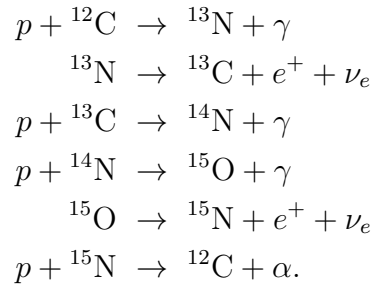 p + ¹²C → ¹³N + γ
¹³N → ¹³C + e⁺ + νₑ
p + ¹³C → ¹⁴N + γ
p + ¹⁴N → ¹⁵O + γ
¹⁵O → ¹⁵N + e⁺ + νₑ
p + ¹⁵N → ¹²C + α.